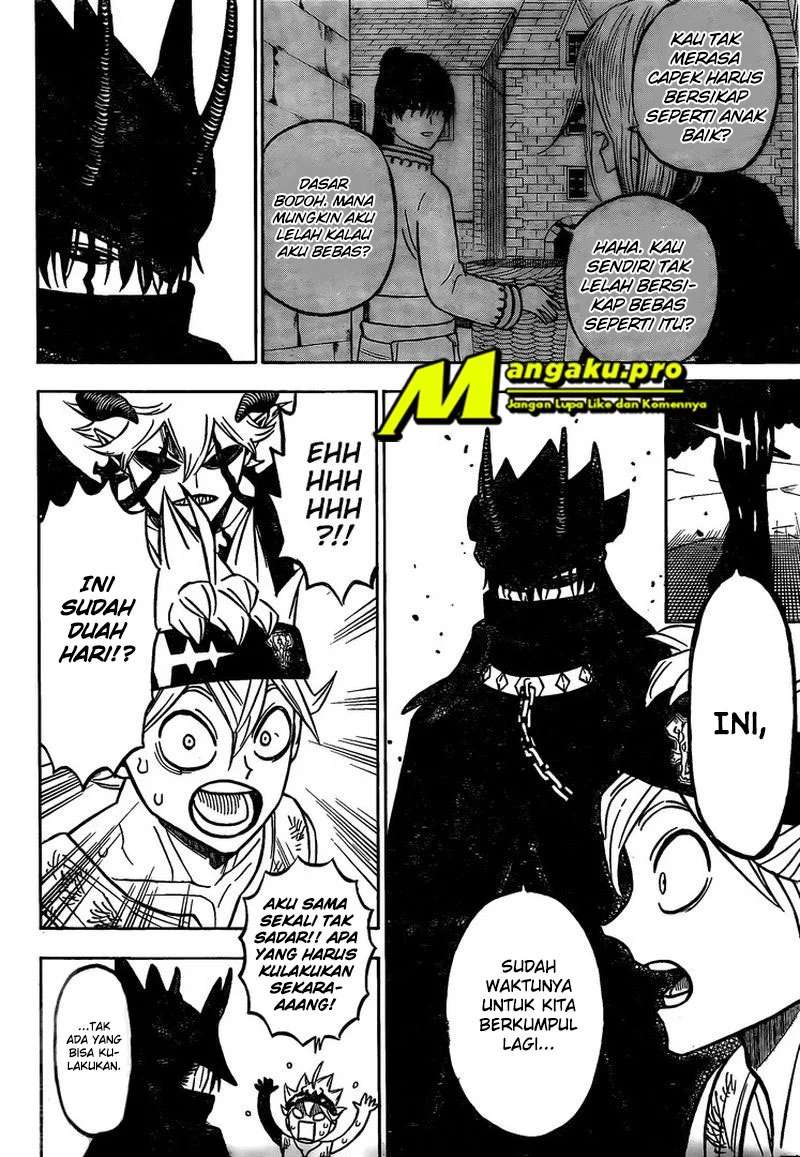 KAU TAK
MERASA
CAPEK HARUS
BERSIKAP
SEPERTI ANAK
BAIK?
DASAR
BODOH. MANA
MUNGKIN AKU
LELAH KALAU
AKU BEBAS?
HAHA. KAU
SENDIRI TAK
LELAH BERSI-
KAP BEBAS
SEPERTI ITU?
Mangaku.pro
Jangan Lupa Like dan Komennya
INI,
SUDAH
WAKTUNYA
UNTUK KITA
BERKUMPUL
LAGI...
EHH
HHH
HHH
?!!
INI
SUDAH
DUAH
HARI!?
AKU SAMA
SEKALI TAK
SADAR!! APA
YANG HARUS
KULAKUKAN
SEKARA-
AAANG!
...TAK
ADA YANG
BISA KU-
LAKUKAN.